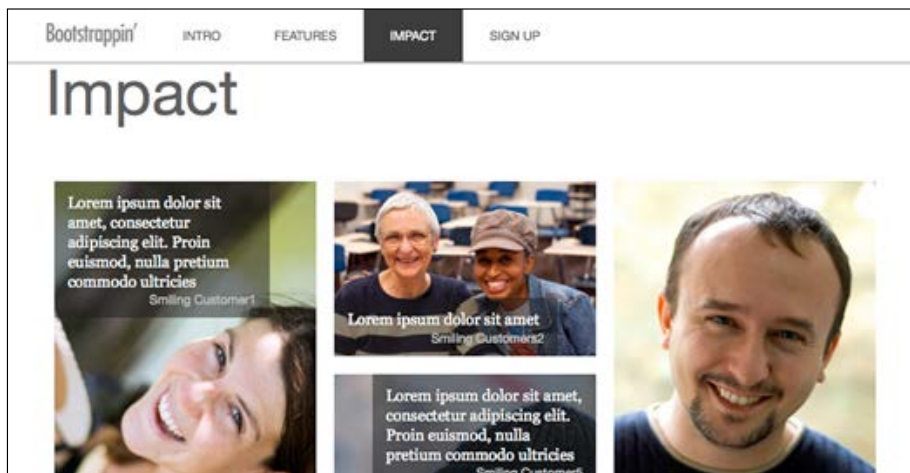 Bootstrappin' INTRO FEATURES IMPACT SIGN UP
Impact
Lorem ipsum dolor sit
amet, consectetur
adipiscing elit. Proin
euismod, nulla pretium
commodo ultricies
Smiling Customer1
Lorem ipsum dolor sit amet
Smiling Customers2
Lorem ipsum dolor sit amet,
consectetur adipiscing elit.
Proin euismod, nulla
pretium commodo ultricies
Smiling Customer5